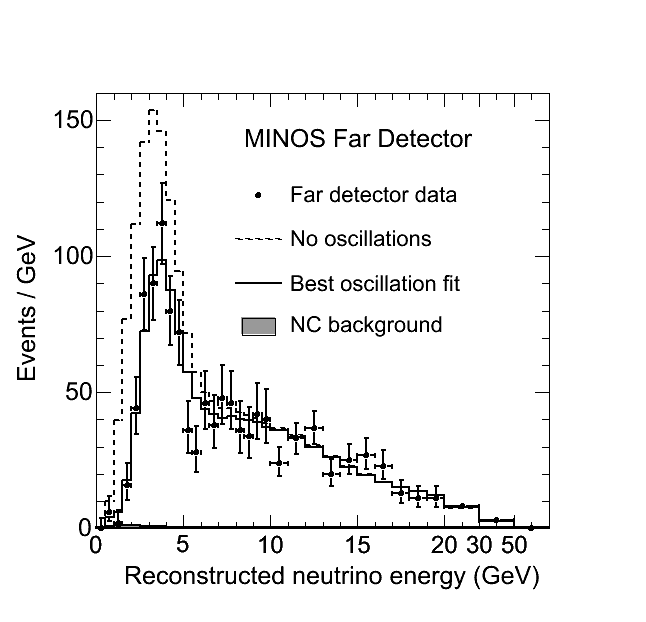 150
MINOS Far Detector
Far detector data
No oscillations
100
Best oscillation fit
NC background
50
0
Events / GeV
0 5 10 15 20 30 50
Reconstructed neutrino energy (GeV)